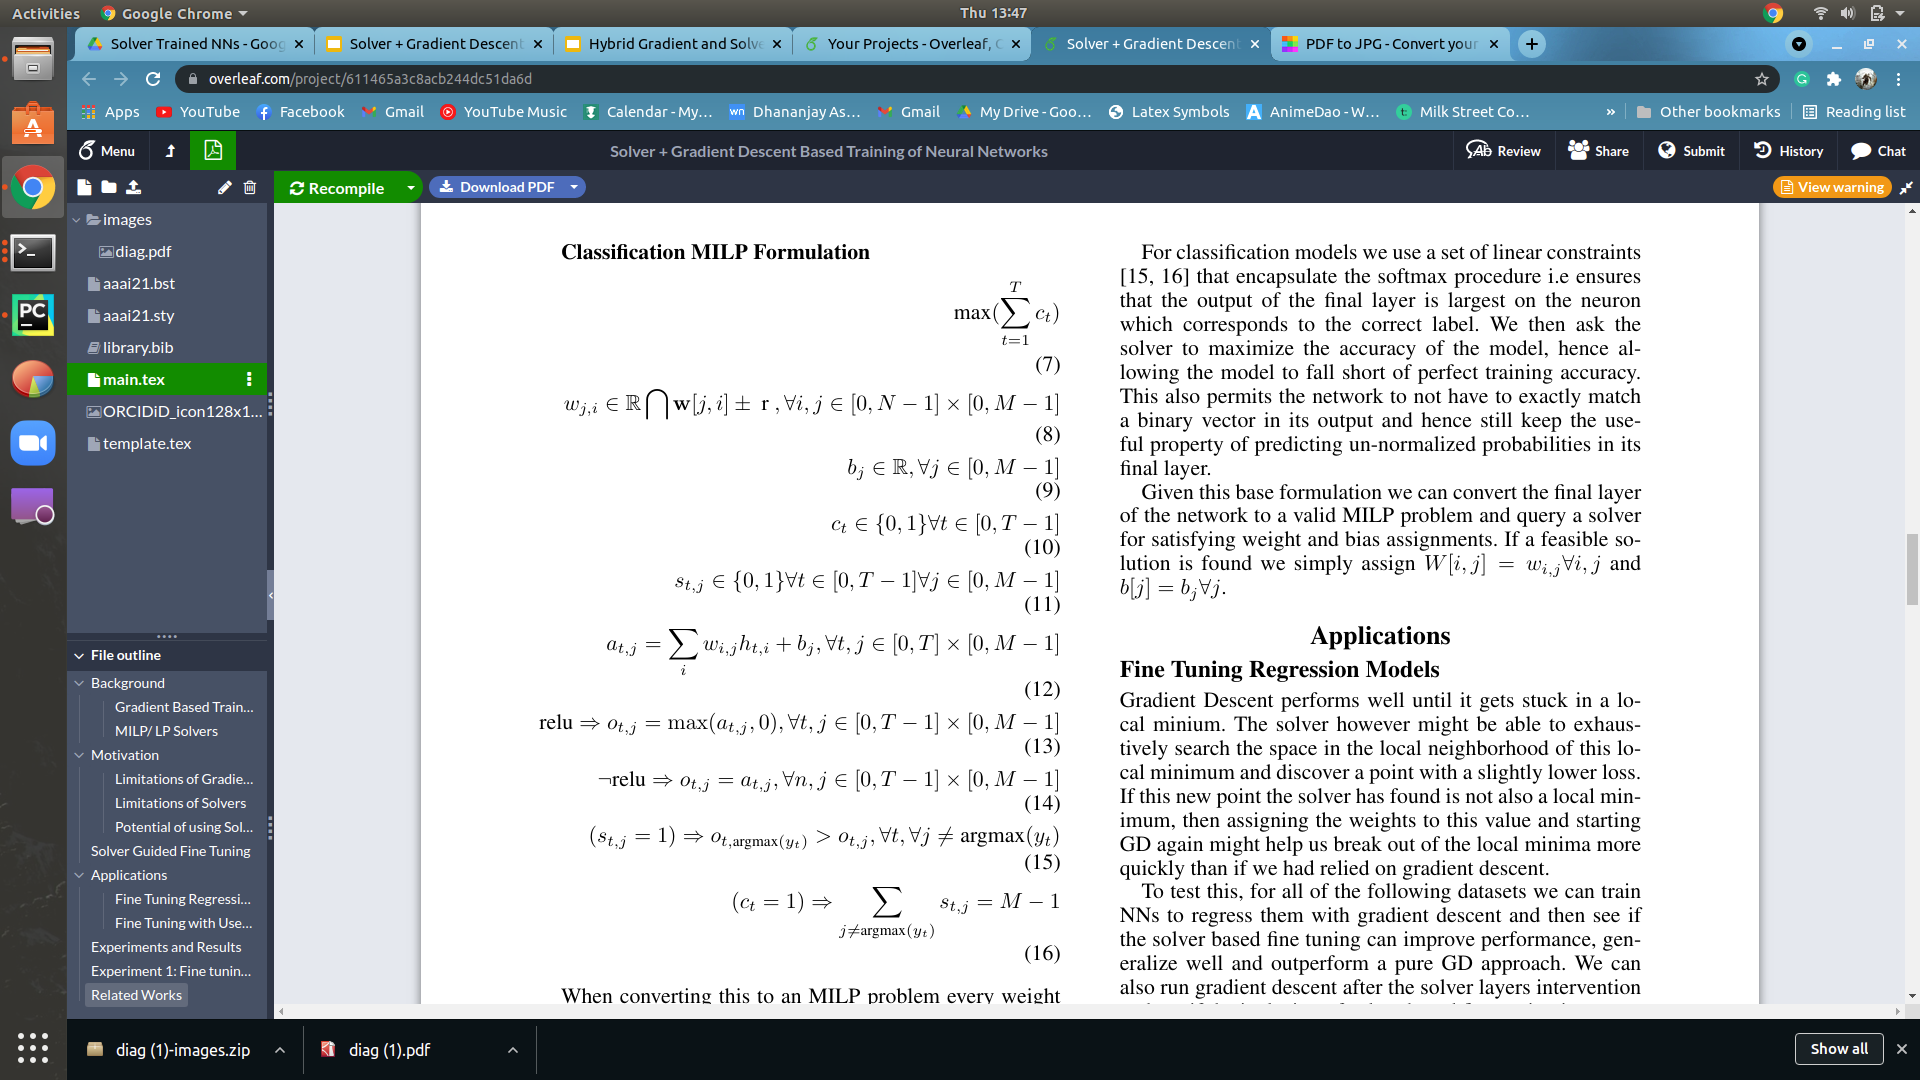 Activities
Google Chrome
Thu 13:47
Solver Trained NNs - Goog
Solver + Gradient Descent
Hybrid Gradient and Solve
Your Projects - Overleaf, C
Solver + Gradient Descent
PDF to JPG - Convert your
overleaf.com/project/611465a3c8acb244dc51da6d
Apps
YouTube
Facebook
Gmail
YouTube Music
Calendar - My...
Dhananjay As...
Gmail
My Drive - Goo...
Latex Symbols
AnimeDao - W...
Milk Street Co...
»
Other bookmarks
Reading list
Menu
Solver + Gradient Descent Based Training of Neural Networks
Review
Share
Submit
History
Chat
Recompile
Download PDF
View warning
images
diag.pdf
aaai21.bst
aaai21.sty
library.bib
main.tex
ORCIDiD_icon128x1...
template.tex
File outline
Background
Gradient Based Train...
MILP/ LP Solvers
Motivation
Limitations of Gradie...
Limitations of Solvers
Potential of using Sol...
Solver Guided Fine Tuning
Applications
Fine Tuning Regressi...
Fine Tuning with Use...
Experiments and Results
Experiment 1: Fine tunin...
Related Works
Classification MILP Formulation
max(∑_{t=1}^{T} c_t)
(7)
w_{j,i} ∈ ℝ ⋂ w[j, i] ± r , ∀i, j ∈ [0, N − 1] × [0, M − 1]
(8)
b_j ∈ ℝ, ∀j ∈ [0, M − 1]
(9)
c_t ∈ {0, 1}∀t ∈ [0, T − 1]
(10)
s_{t,j} ∈ {0, 1}∀t ∈ [0, T − 1]∀j ∈ [0, M − 1]
(11)
a_{t,j} = ∑_i w_{i,j}h_{t,i} + b_j, ∀t, j ∈ [0, T] × [0, M − 1]
(12)
relu ⇒ o_{t,j} = max(a_{t,j}, 0), ∀t, j ∈ [0, T − 1] × [0, M − 1]
(13)
¬relu ⇒ o_{t,j} = a_{t,j}, ∀n, j ∈ [0, T − 1] × [0, M − 1]
(14)
(s_{t,j} = 1) ⇒ o_{t,argmax(y_t)} > o_{t,j}, ∀t, ∀j ≠ argmax(y_t)
(15)
(c_t = 1) ⇒ ∑_{j≠argmax(y_t)} s_{t,j} = M − 1
(16)
When converting this to an MILP problem every weight
For classification models we use a set of linear constraints
[15, 16] that encapsulate the softmax procedure i.e ensures
that the output of the final layer is largest on the neuron
which corresponds to the correct label. We then ask the
solver to maximize the accuracy of the model, hence al-
lowing the model to fall short of perfect training accuracy.
This also permits the network to not have to exactly match
a binary vector in its output and hence still keep the use-
ful property of predicting un-normalized probabilities in its
final layer.
Given this base formulation we can convert the final layer
of the network to a valid MILP problem and query a solver
for satisfying weight and bias assignments. If a feasible so-
lution is found we simply assign W[i, j] = w_{i,j}∀i, j and
b[j] = b_j∀j.
Applications
Fine Tuning Regression Models
Gradient Descent performs well until it gets stuck in a lo-
cal minium. The solver however might be able to exhaus-
tively search the space in the local neighborhood of this lo-
cal minimum and discover a point with a slightly lower loss.
If this new point the solver has found is not also a local min-
imum, then assigning the weights to this value and starting
GD again might help us break out of the local minima more
quickly than if we had relied on gradient descent.
To test this, for all of the following datasets we can train
NNs to regress them with gradient descent and then see if
the solver based fine tuning can improve performance, gen-
eralize well and outperform a pure GD approach. We can
also run gradient descent after the solver layers intervention
diag (1)-images.zip
diag (1).pdf
Show all